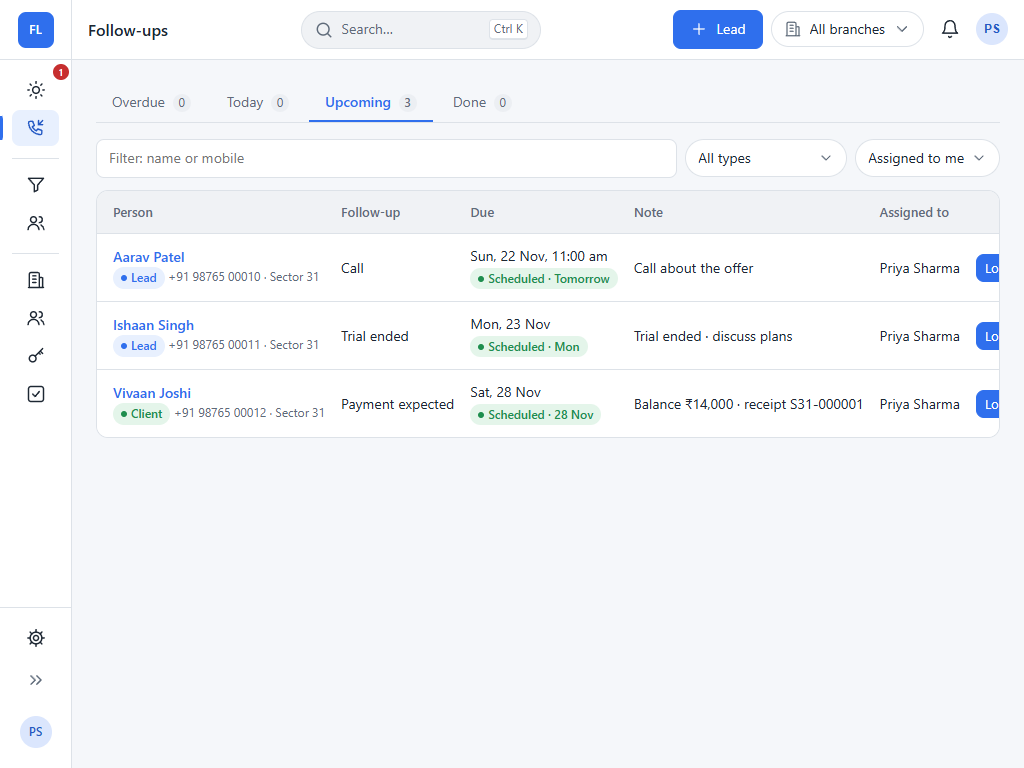 FL
Follow-ups
Search...
Ctrl K
+ Lead
All branches
PS
1
Overdue 0
Today 0
Upcoming 3
Done 0
Filter: name or mobile
All types
Assigned to me
Person Follow-up Due Note Assigned to
Aarav Patel
Lead +91 98765 00010 · Sector 31
Call
Sun, 22 Nov, 11:00 am
Scheduled · Tomorrow
Call about the offer
Priya Sharma
Lo
Ishaan Singh
Lead +91 98765 00011 · Sector 31
Trial ended
Mon, 23 Nov
Scheduled · Mon
Trial ended · discuss plans
Priya Sharma
Lo
Vivaan Joshi
Client +91 98765 00012 · Sector 31
Payment expected
Sat, 28 Nov
Scheduled · 28 Nov
Balance ₹14,000 · receipt S31-000001
Priya Sharma
Lo
PS